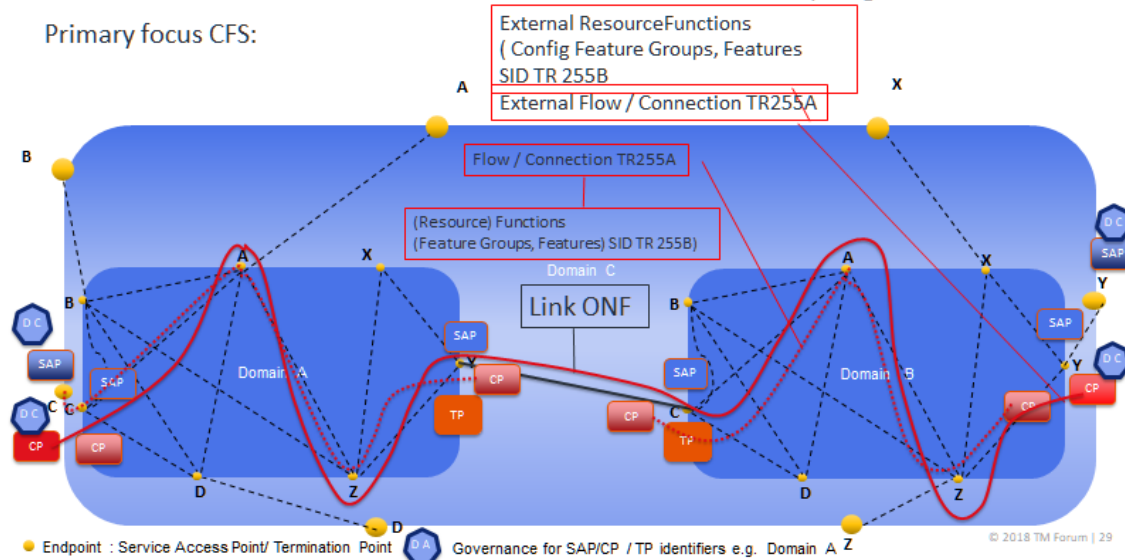 Primary focus CFS:
External ResourceFunctions
( Config Feature Groups, Features
SID TR 255B
External Flow / Connection TR255A
A
X
B
Flow / Connection TR255A
(Resource) Functions
(Feature Groups, Features) SID TR 255B)
D C
SAP
Y
A
X
Domain C
A
X
B
Link ONF
B
D C
SAP
SAP
SAP
Domain A
SAP
Y
CP
SAP
Domain B
Y
D C
CP
C
C
D C
CP
CP
TP
CP
C
TP
CP
D
Z
D
Z
D
Z
Endpoint : Service Access Point/ Termination Point
D A
Governance for SAP/CP / TP identifiers e.g. Domain A
© 2018 TM Forum | 29